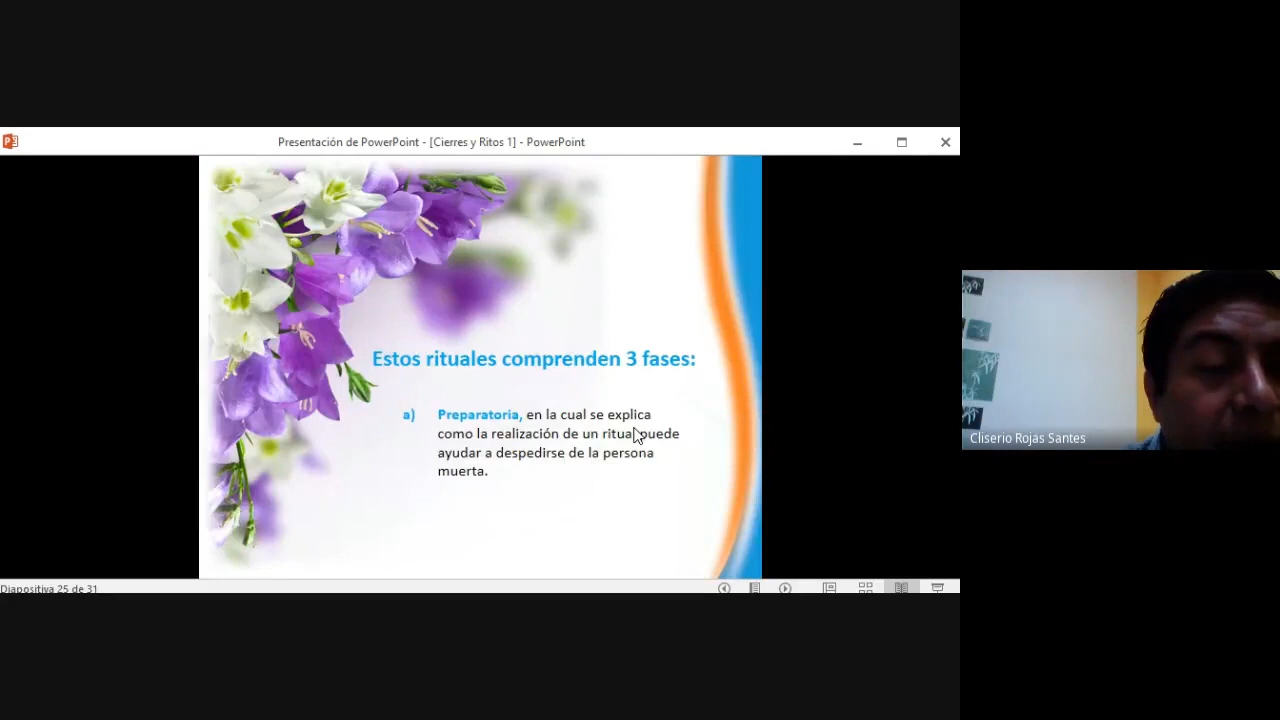 Presentación de PowerPoint - [Cierres y Ritos 1] - PowerPoint
Estos rituales comprenden 3 fases:
a) Preparatoria, en la cual se explica
como la realización de un ritual puede
ayudar a despedirse de la persona
muerta.
Cliserio Rojas Santes
Diapositiva 25 de 31